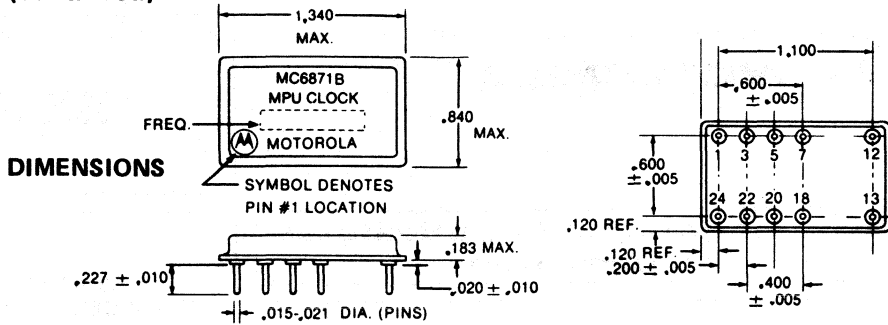 1,340
MAX.
MC6871B
MPU CLOCK
FREQ.
MOTOROLA
.840
MAX.
DIMENSIONS
SYMBOL DENOTES
PIN #1 LOCATION
.183 MAX.
.227 ± .010
.020 ± .010
.015-.021 DIA. (PINS)
1,100
.600
± .005
.600
± .005
1 3 5 7 12
24 22 20 18 13
.120 REF.
.120 REF.
.200 ± .005
.400
± .005